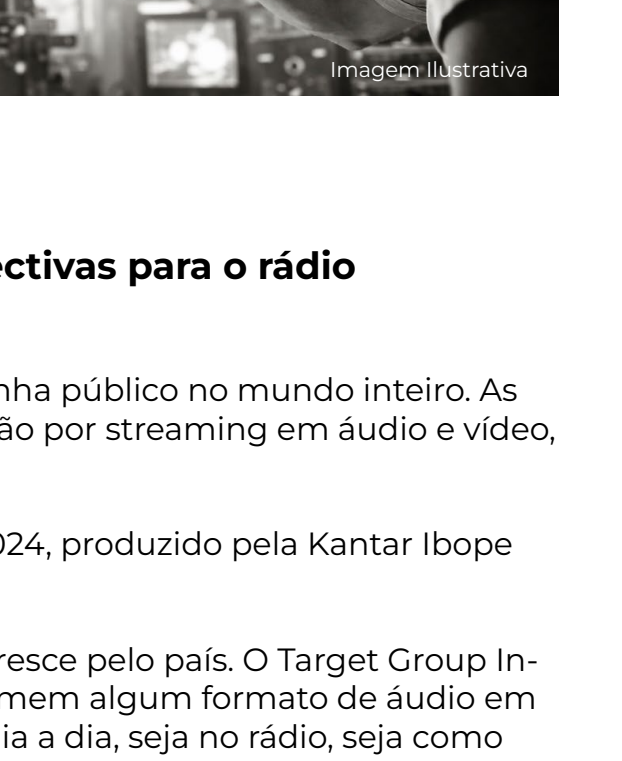 Imagem Ilustrativa
ectivas para o rádio
nha público no mundo inteiro. As
ão por streaming em áudio e vídeo,
024, produzido pela Kantar Ibope
resce pelo país. O Target Group In-
mem algum formato de áudio em
ia a dia, seja no rádio, seja como